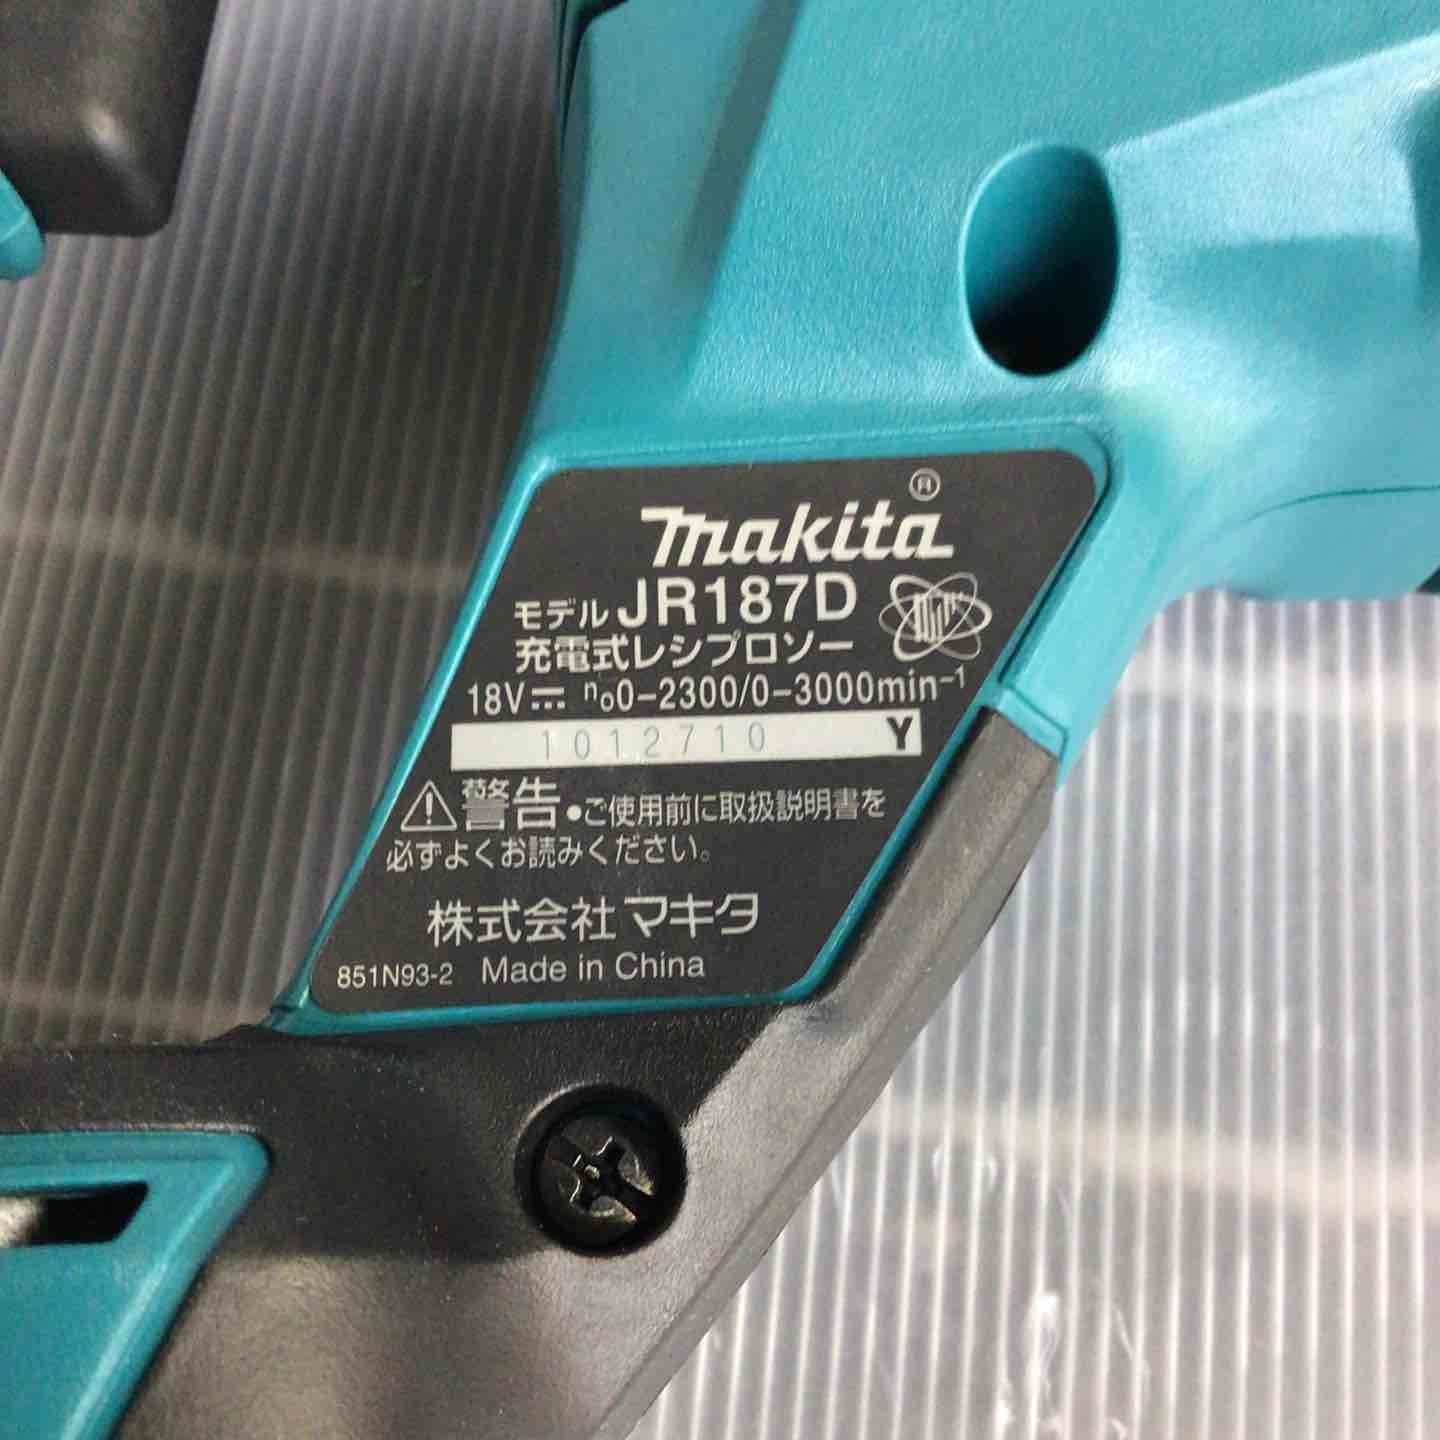 makita®
モデル JR187D
充電式レシプロソー
18V⎓ n₀0-2300/0-3000min⁻¹
1012710 Y
⚠警告 ●ご使用前に取扱説明書を
必ずよくお読みください。
株式会社マキタ
851N93-2 Made in China